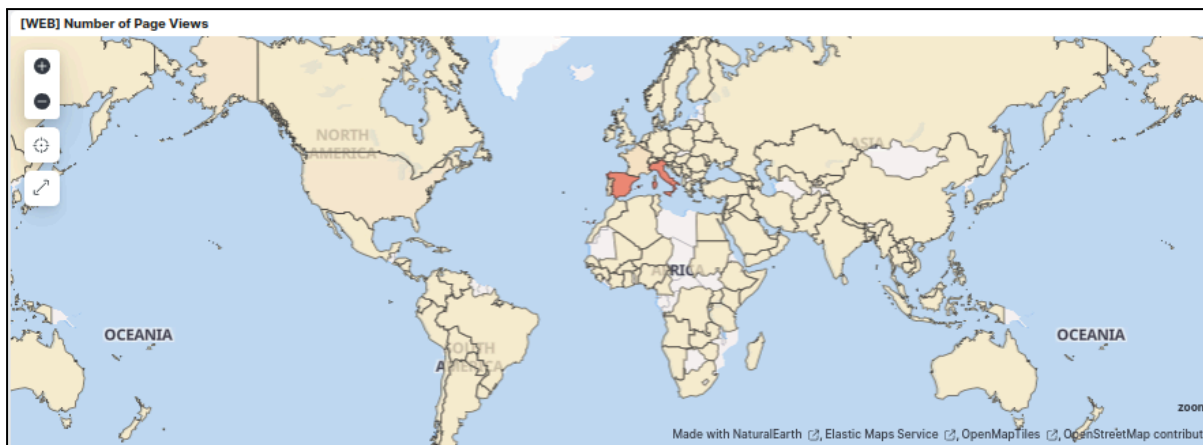 [WEB] Number of Page Views
NORTH
AMERICA
ASIA
AFRICA
OCEANIA
OCEANIA
SOUTH
AMERICA
zoom
Made with NaturalEarth, Elastic Maps Service, OpenMapTiles, OpenStreetMap contribut